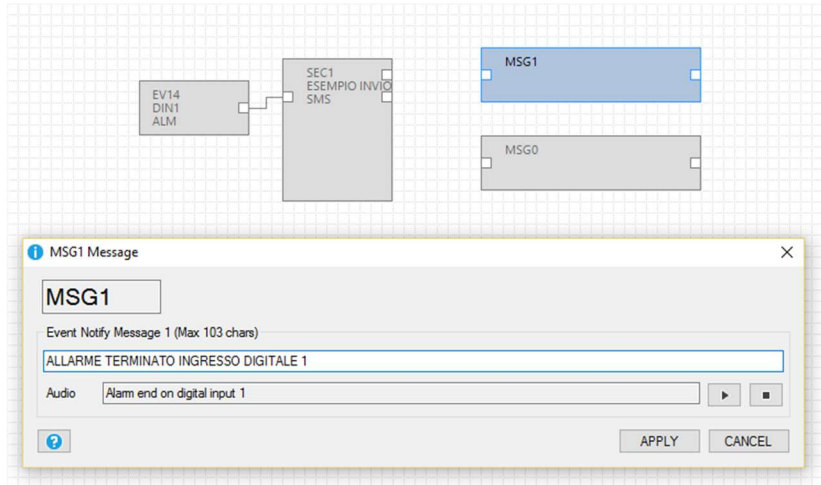 EV14
DIN1
ALM
SEC1
ESEMPIO INVIO
SMS
MSG1
MSG0
MSG1 Message
MSG1
Event Notify Message 1 (Max 103 chars)
ALLARME TERMINATO INGRESSO DIGITALE 1
Audio Alarm end on digital input 1
APPLY CANCEL